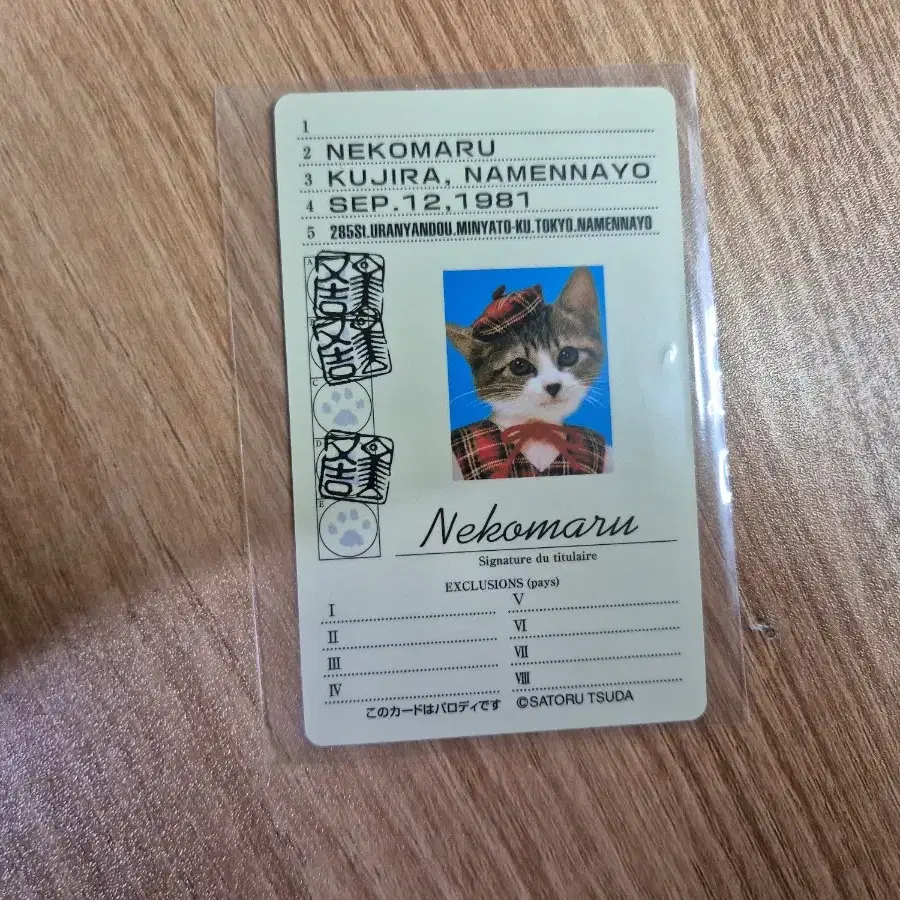 1
2 NEKOMARU
3 KUJIRA, NAMENNAYO
4 SEP.12,1981
5 285St.URANYANDOU.MINYATO-KU.TOKYO.NAMENNAYO
A
C
D
E
Nekomaru
Signature du titulaire
EXCLUSIONS (pays)
I V
II VI
III VII
IV VIII
このカードはパロディです ©SATORU TSUDA